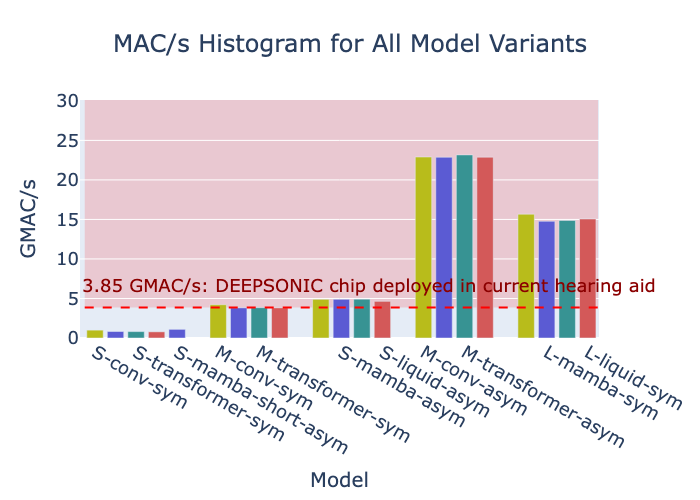 MAC/s Histogram for All Model Variants
30
25
20
15
10
5
0
GMAC/s
3.85 GMAC/s: DEEPSONIC chip deployed in current hearing aid
S-conv-sym
S-transformer-sym
S-mamba-short-asym
M-conv-sym
M-transformer-sym
S-mamba-asym
S-liquid-asym
M-conv-asym
M-transformer-asym
L-mamba-sym
L-liquid-sym
Model